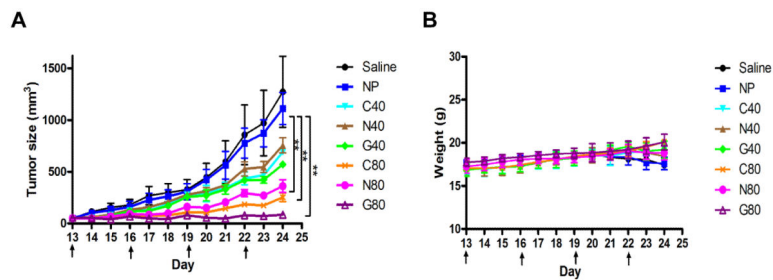 A
Tumor size (mm³)
1500
1000
500
0
13 14 15 16 17 18 19 20 21 22 23 24 25
Day
**
**
**
Saline
NP
C40
N40
G40
C80
N80
G80
B
Weight (g)
30
20
10
0
13 14 15 16 17 18 19 20 21 22 23 24 25
Day
Saline
NP
C40
N40
G40
C80
N80
G80